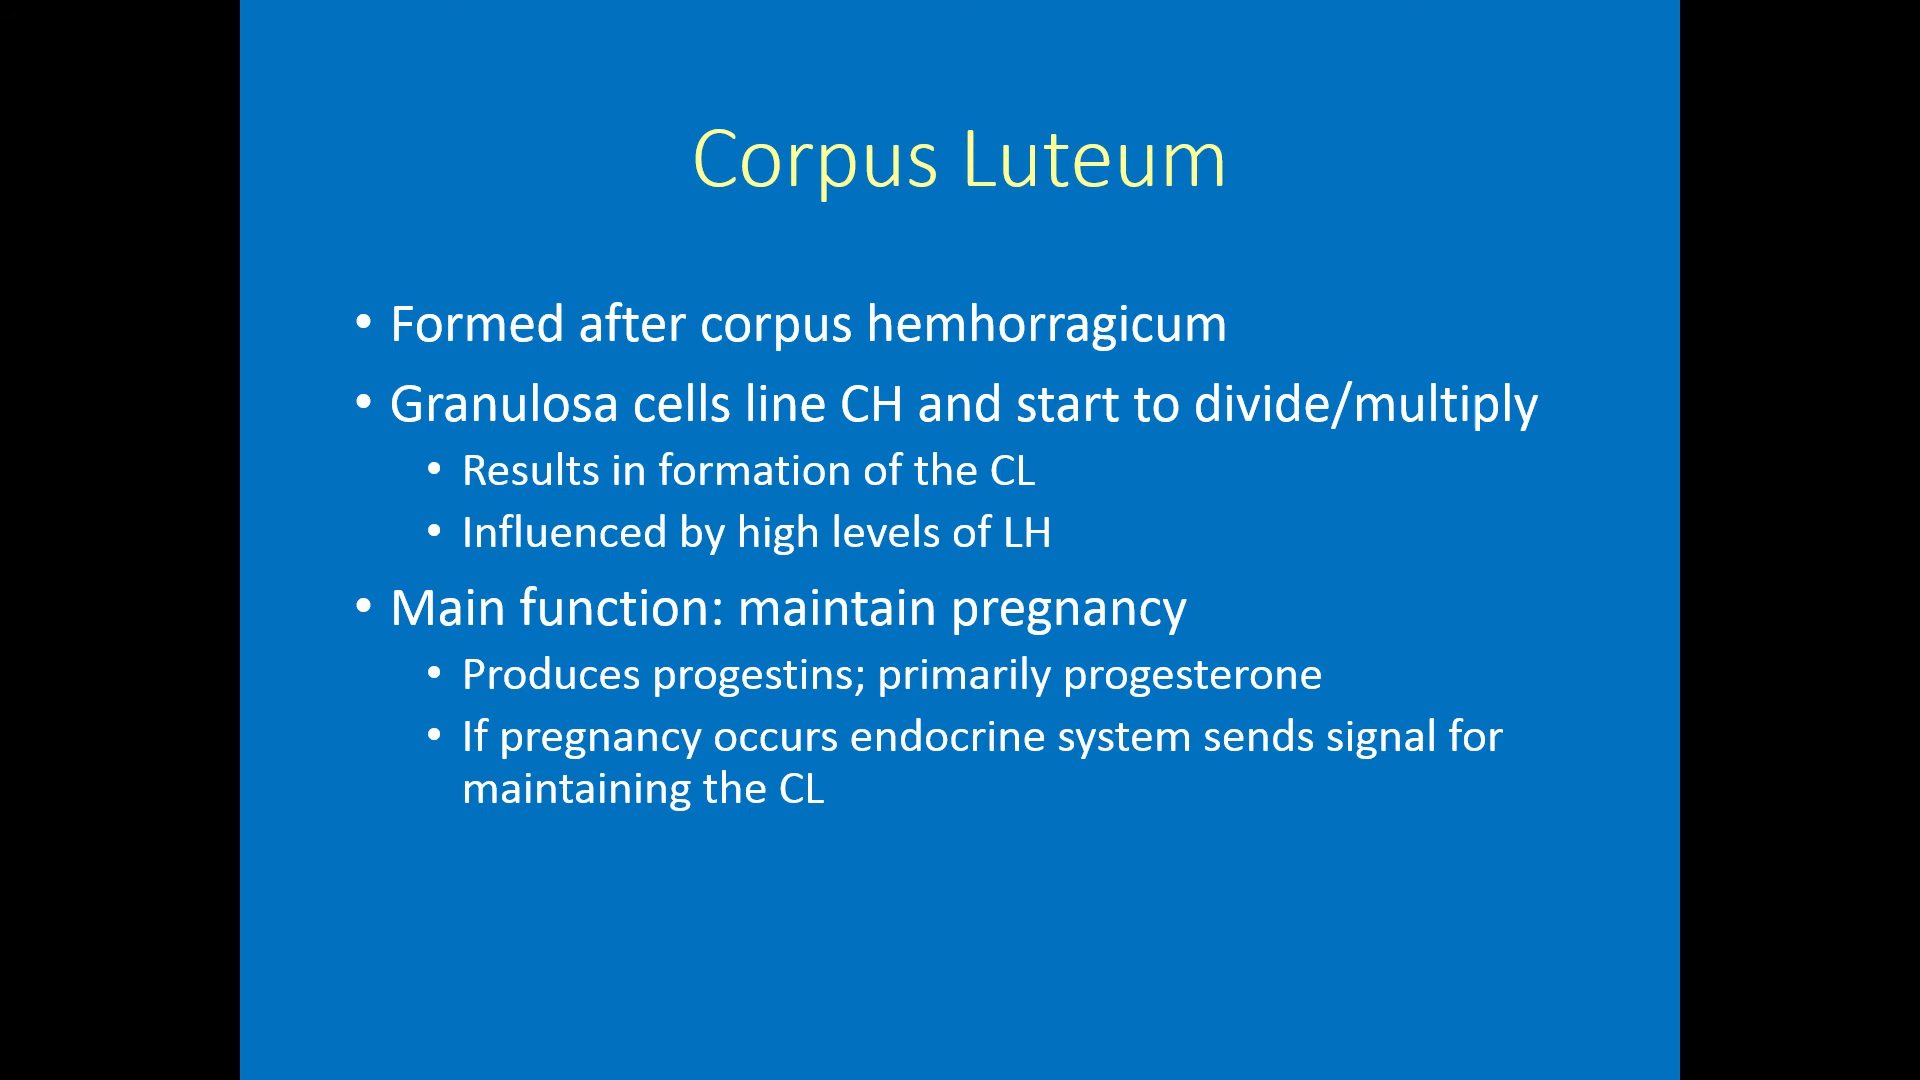 Corpus Luteum
• Formed after corpus hemhorragicum
• Granulosa cells line CH and start to divide/multiply
• Results in formation of the CL
• Influenced by high levels of LH
• Main function: maintain pregnancy
• Produces progestins; primarily progesterone
• If pregnancy occurs endocrine system sends signal for
maintaining the CL